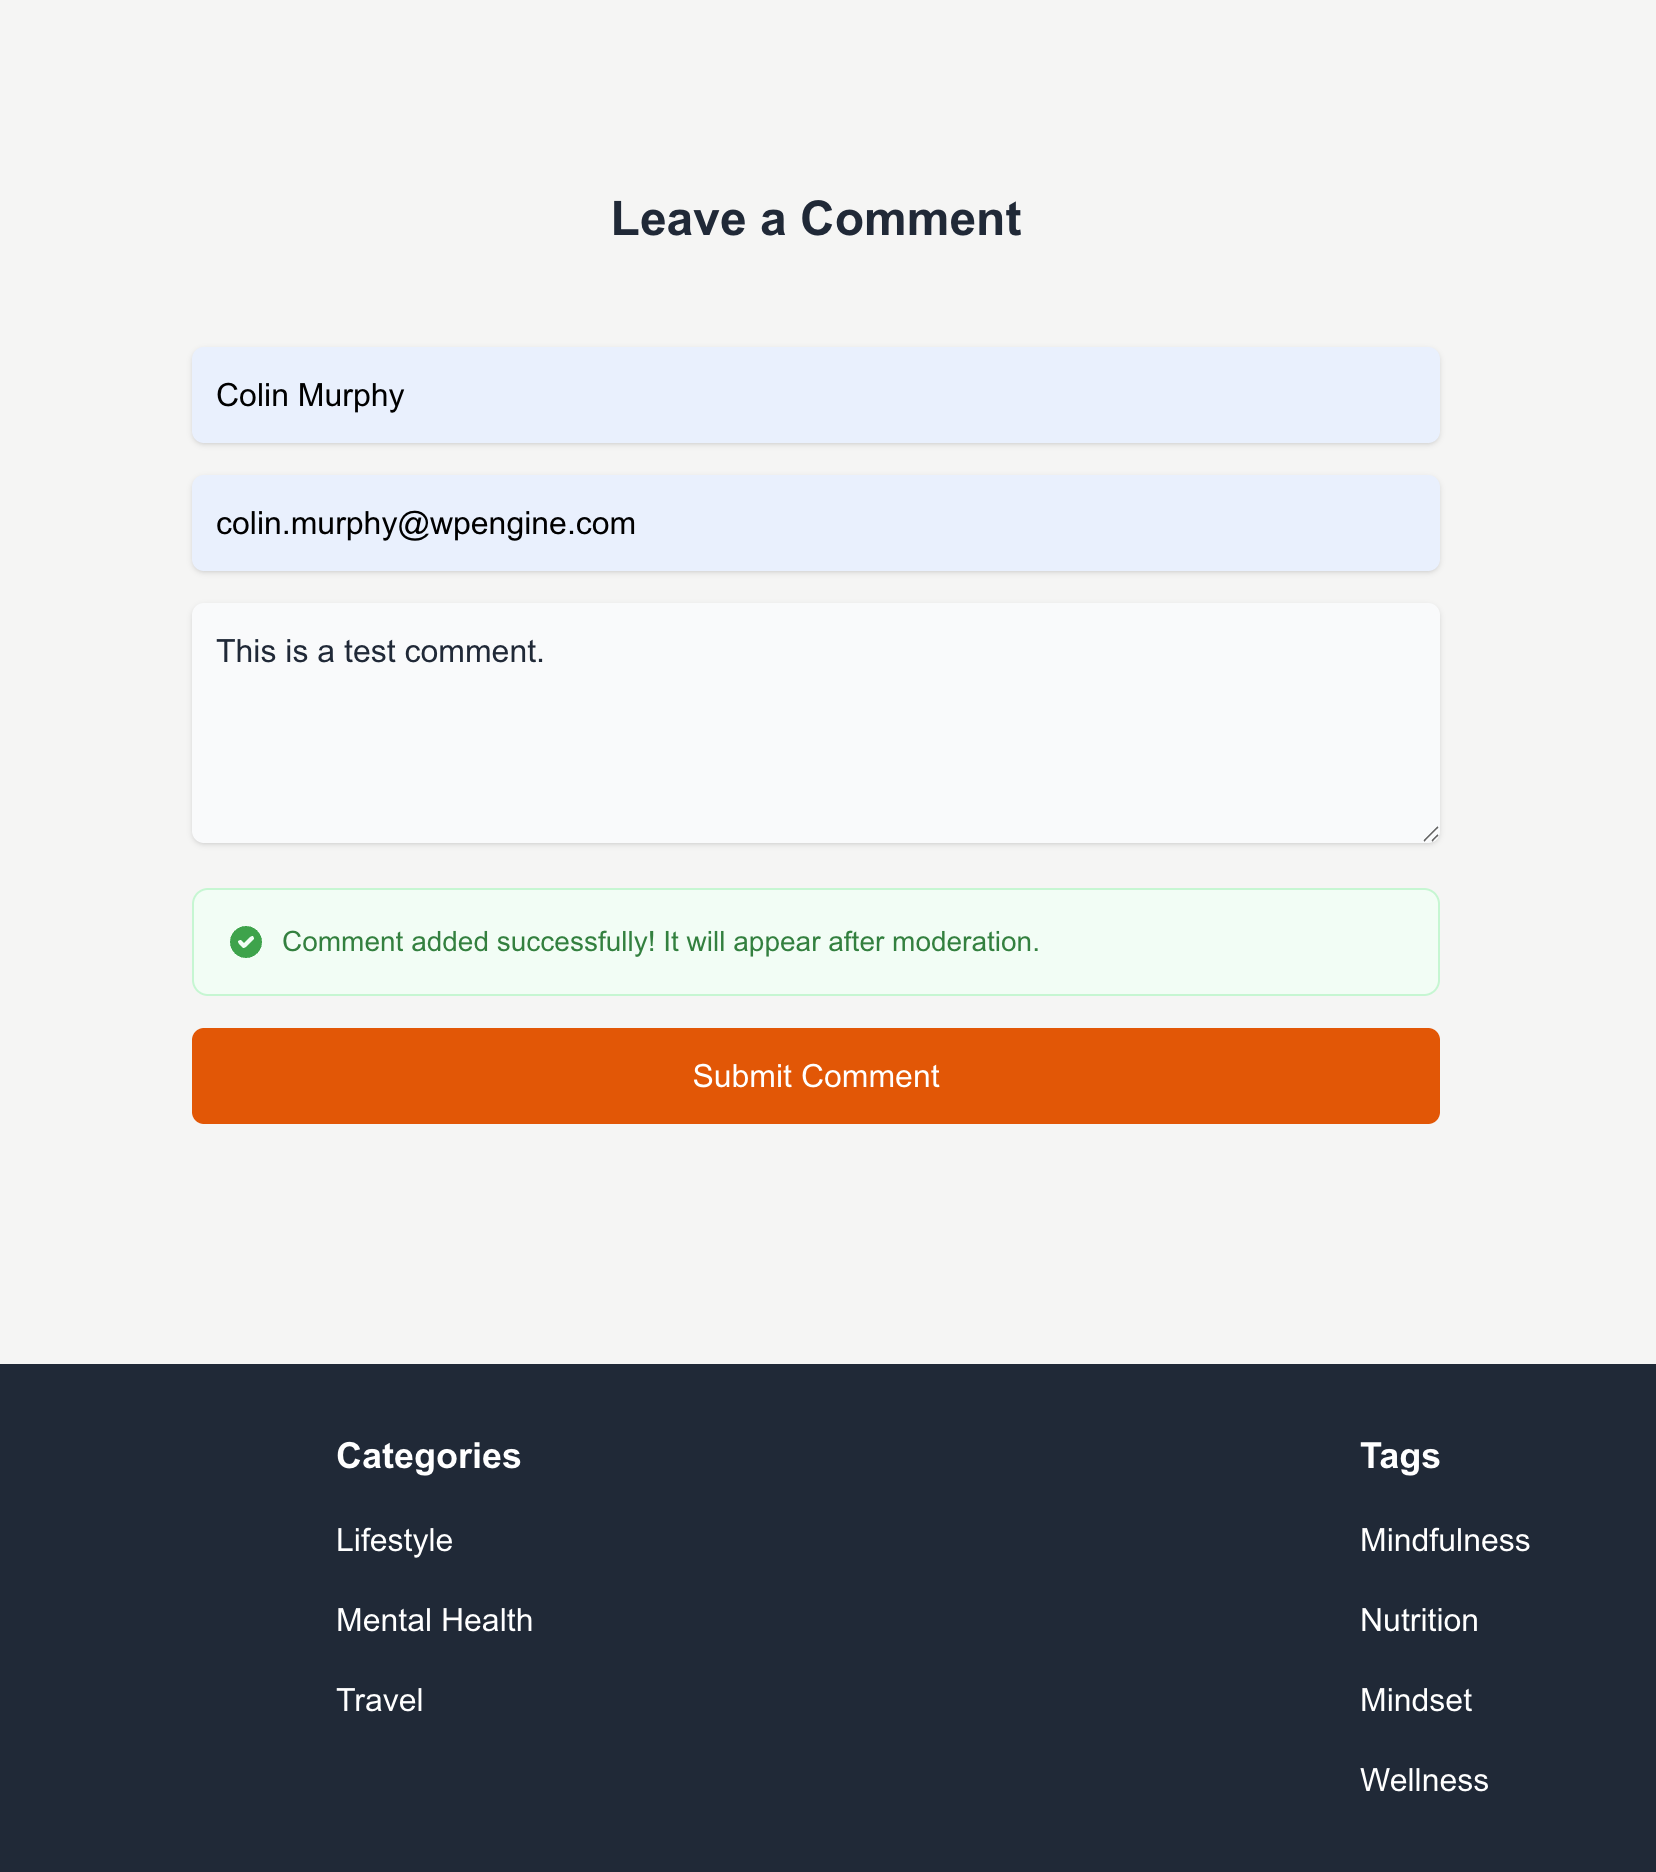 Leave a Comment
Colin Murphy
colin.murphy@wpengine.com
This is a test comment.
Comment added successfully! It will appear after moderation.
Submit Comment
Categories
Lifestyle
Mental Health
Travel
Tags
Mindfulness
Nutrition
Mindset
Wellness